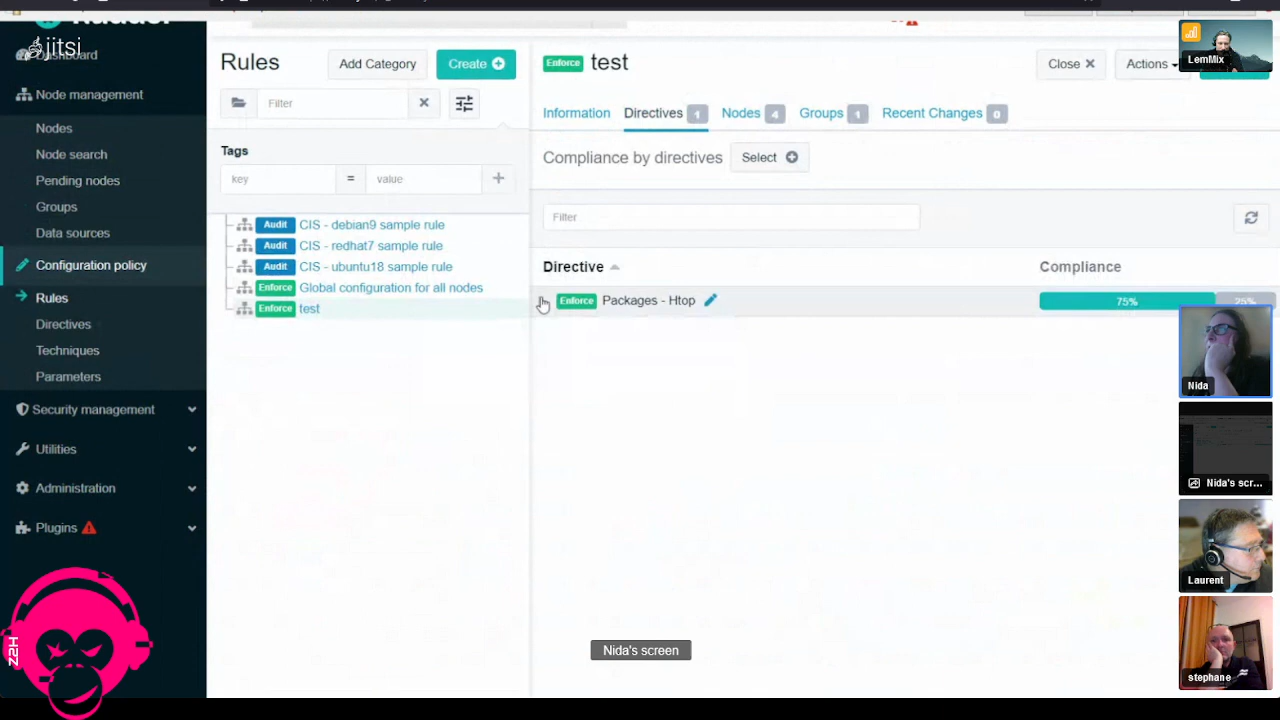 jitsi
Dashboard
Node management
Nodes
Node search
Pending nodes
Groups
Data sources
Configuration policy
Rules
Directives
Techniques
Parameters
Security management
Utilities
Administration
Plugins
Z2H
Rules
Add Category
Create
Filter
Tags
key
=
value
Audit CIS - debian9 sample rule
Audit CIS - redhat7 sample rule
Audit CIS - ubuntu18 sample rule
Enforce Global configuration for all nodes
Enforce test
Enforce test
Close
Actions
Information
Directives 1
Nodes 4
Groups 1
Recent Changes 0
Compliance by directives
Select
Filter
Directive
Compliance
Enforce Packages - Htop
75%
25%
Nida's screen
LemMix
Nida
Nida's scr...
Laurent
stephane